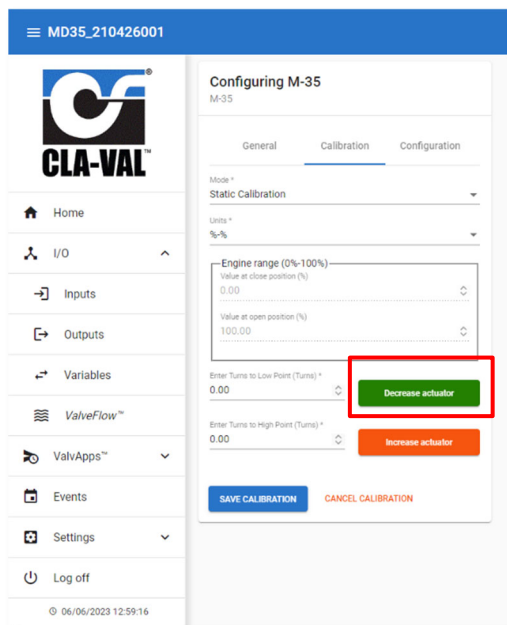 MD35_210426001
CLA-VAL™
®
Home
I/O
Inputs
Outputs
Variables
ValveFlow™
ValvApps™
Events
Settings
Log off
06/06/2023 12:59:16
Configuring M-35
M-35
General Calibration Configuration
Mode *
Static Calibration
Units *
%-%
Engine range (0%-100%)
Value at close position (%)
0.00
Value at open position (%)
100.00
Enter Turns to Low Point (Turns) *
0.00
Decrease actuator
Enter Turns to High Point (Turns) *
0.00
Increase actuator
SAVE CALIBRATION CANCEL CALIBRATION